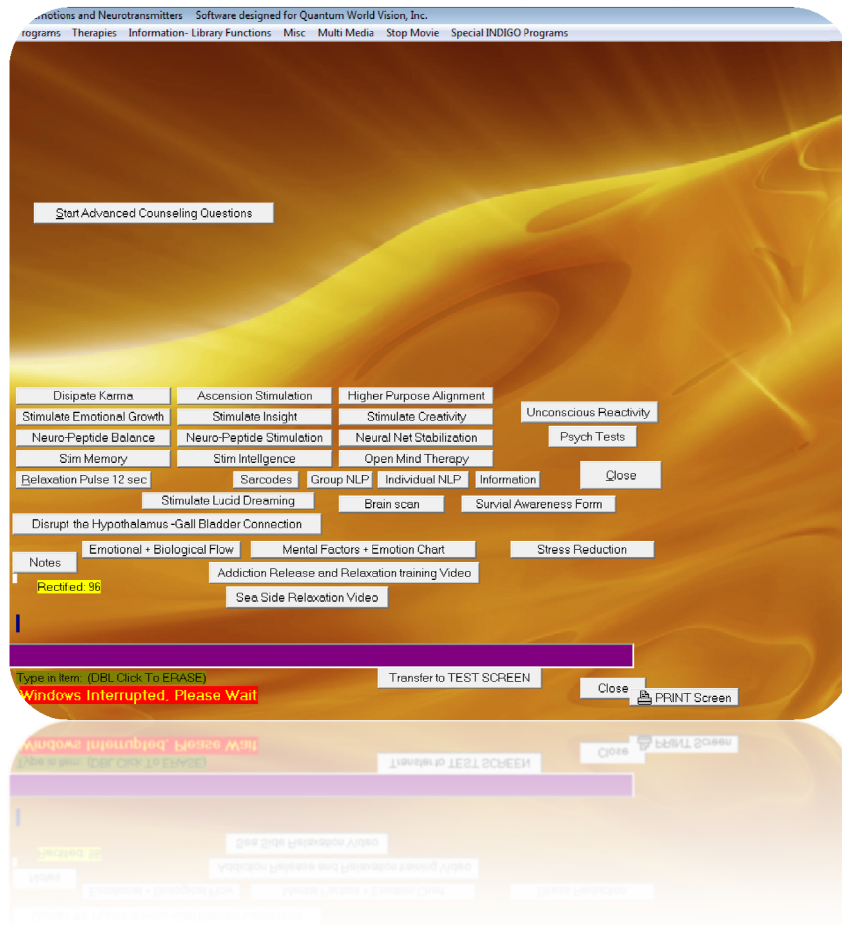 motions and Neurotransmitters Software designed for Quantum World Vision, Inc.
rograms Therapies Information- Library Functions Misc Multi Media Stop Movie Special INDIGO Programs
Start Advanced Counseling Questions
Disipate Karma Ascension Stimulation Higher Purpose Alignment
Stimulate Emotional Growth Stimulate Insight Stimulate Creativity Unconscious Reactivity
Neuro-Peptide Balance Neuro-Peptide Stimulation Neural Net Stabilization Psych Tests
Stim Memory Stim Intellgence Open Mind Therapy
Relaxation Pulse 12 sec Sarcodes Group NLP Individual NLP Information Close
Stimulate Lucid Dreaming Brain scan Survial Awareness Form
Disrupt the Hypothalamus -Gall Bladder Connection
Emotional + Biological Flow Mental Factors + Emotion Chart Stress Reduction
Notes
Addiction Release and Relaxation training Video
Rectifed: 96
Sea Side Relaxation Video
Type in Item: (DBL Click To ERASE) Transfer to TEST SCREEN
Windows Interrupted, Please Wait Close PRINT Screen